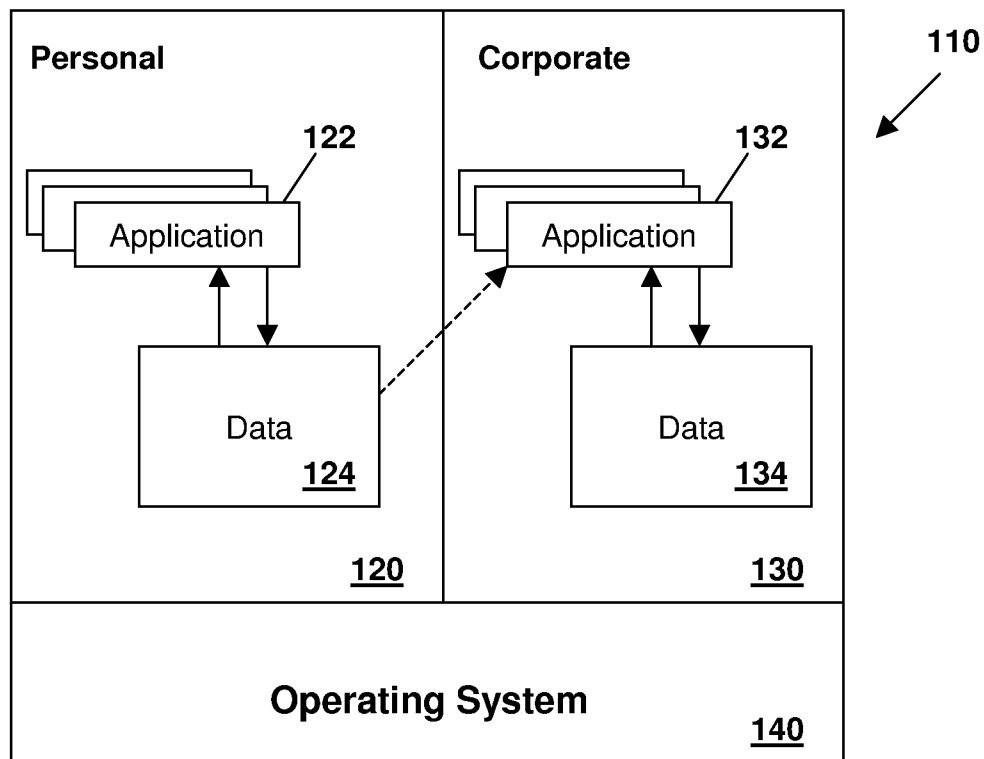 110
Personal
Corporate
122
132
Application
Application
Data
Data
124
134
120
130
Operating System
140